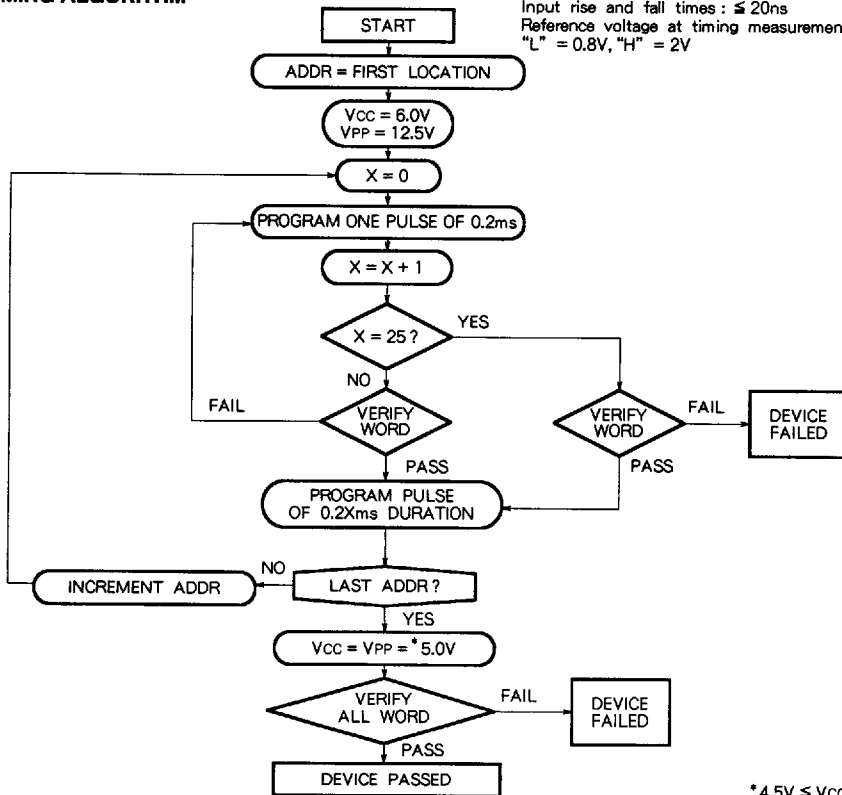 Input rise and fall times : ≦ 20ns
Reference voltage at timing measurement
"L" = 0.8V, "H" = 2V
START
ADDR = FIRST LOCATION
VCC = 6.0V
VPP = 12.5V
X = 0
PROGRAM ONE PULSE OF 0.2ms
X = X + 1
X = 25 ?
YES
NO
FAIL
VERIFY
WORD
PASS
VERIFY
WORD
FAIL
PASS
DEVICE
FAILED
PROGRAM PULSE
OF 0.2Xms DURATION
INCREMENT ADDR
NO
LAST ADDR ?
YES
VCC = VPP = *5.0V
VERIFY
ALL WORD
FAIL
DEVICE
FAILED
PASS
DEVICE PASSED
*4.5V ≦ VCC